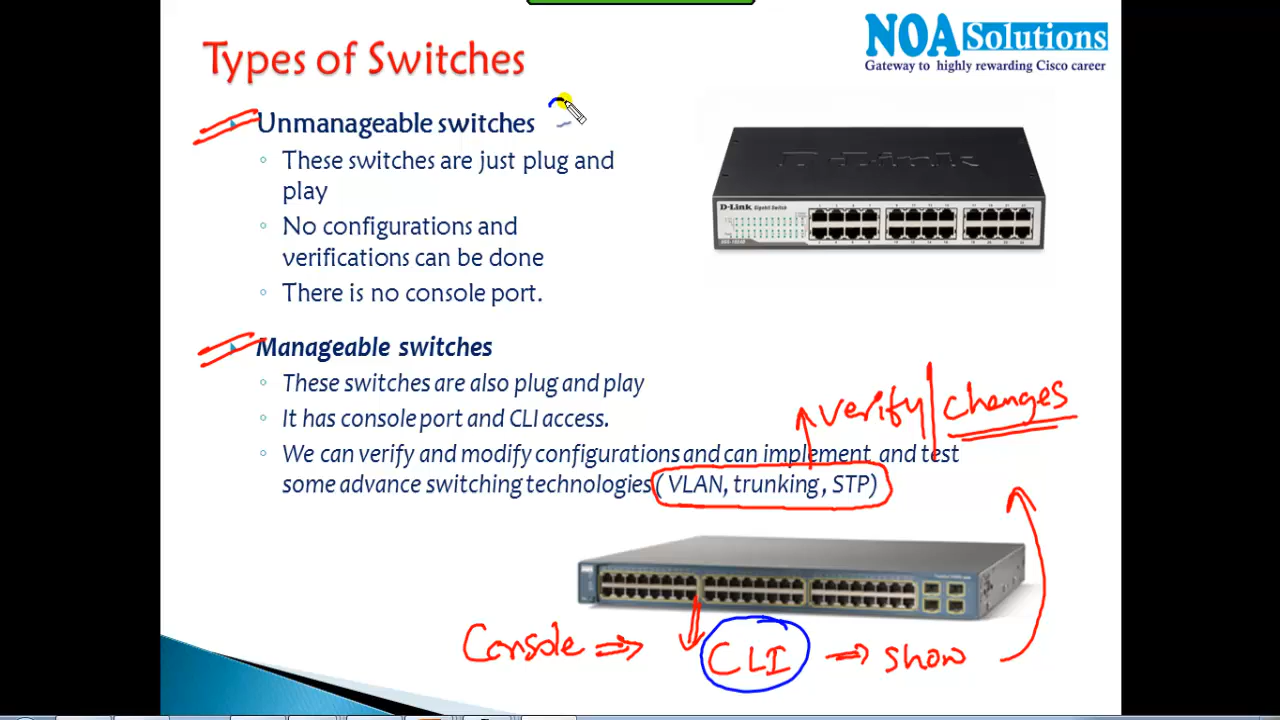 NOA Solutions
Gateway to highly rewarding Cisco career
Types of Switches
Unmanageable switches
These switches are just plug and
play
No configurations and
verifications can be done
There is no console port.
D-Link
D-Link Gigabit Switch
Manageable switches
These switches are also plug and play
It has console port and CLI access.
verify changes
We can verify and modify configurations and can implement and test
some advance switching technologies ( VLAN, trunking , STP)
Console CLI show